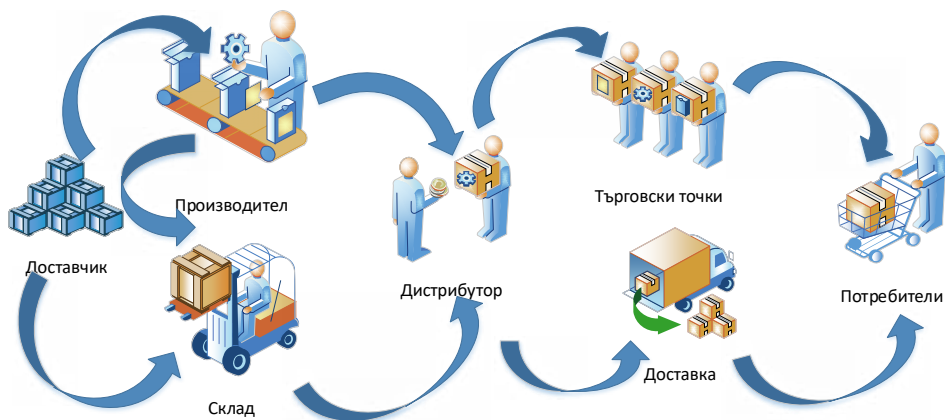 Търговски точки
Производител
Доставчик
Дистрибутор
Потребители
Доставка
Склад